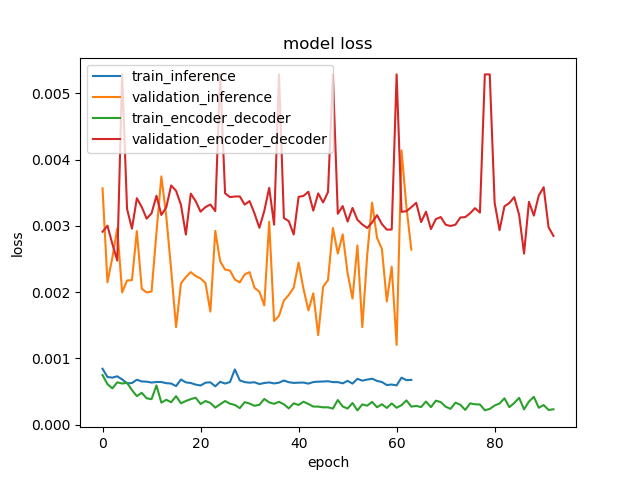 model loss
train_inference
validation_inference
train_encoder_decoder
validation_encoder_decoder
loss
0.005
0.004
0.003
0.002
0.001
0.000
0 20 40 60 80
epoch